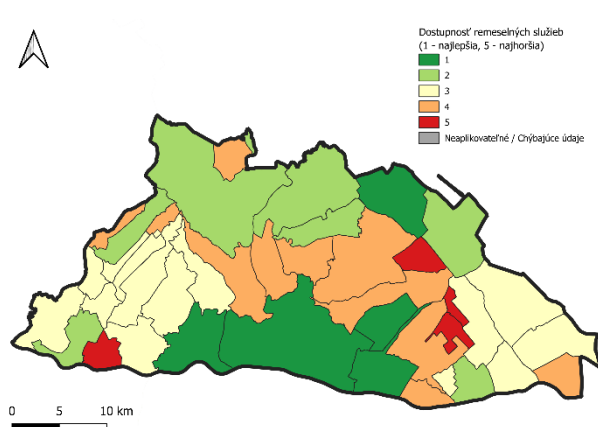 Dostupnosť remeselných služieb
(1 - najlepšia, 5 - najhoršia)
1
2
3
4
5
Neaplikovateľné / Chýbajúce údaje
0 5 10 km